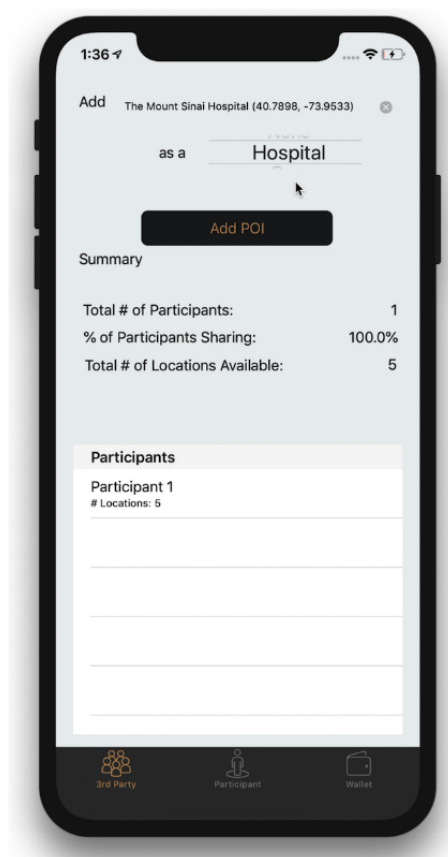 1:36
Add The Mount Sinai Hospital (40.7898, -73.9533)
None
as a Hospital
Add POI
Summary
Total # of Participants: 1
% of Participants Sharing: 100.0%
Total # of Locations Available: 5
Participants
Participant 1
# Locations: 5
3rd Party Participant Wallet